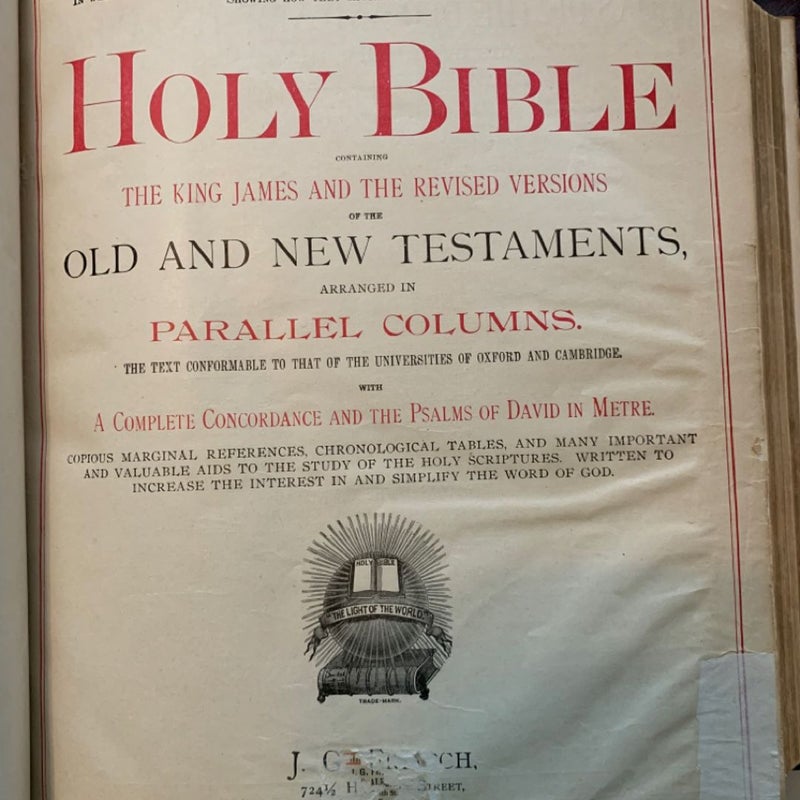 SHOWING HOW
HOLY BIBLE
CONTAINING
THE KING JAMES AND THE REVISED VERSIONS
OF THE
OLD AND NEW TESTAMENTS,
ARRANGED IN
PARALLEL COLUMNS.
THE TEXT CONFORMABLE TO THAT OF THE UNIVERSITIES OF OXFORD AND CAMBRIDGE.
WITH
A COMPLETE CONCORDANCE AND THE PSALMS OF DAVID IN METRE.
COPIOUS MARGINAL REFERENCES, CHRONOLOGICAL TABLES, AND MANY IMPORTANT
AND VALUABLE AIDS TO THE STUDY OF THE HOLY SCRIPTURES. WRITTEN TO
INCREASE THE INTEREST IN AND SIMPLIFY THE WORD OF GOD.
HOLY BIBLE
"THE LIGHT OF THE WORLD."
TRADE-MARK.
J.
724½